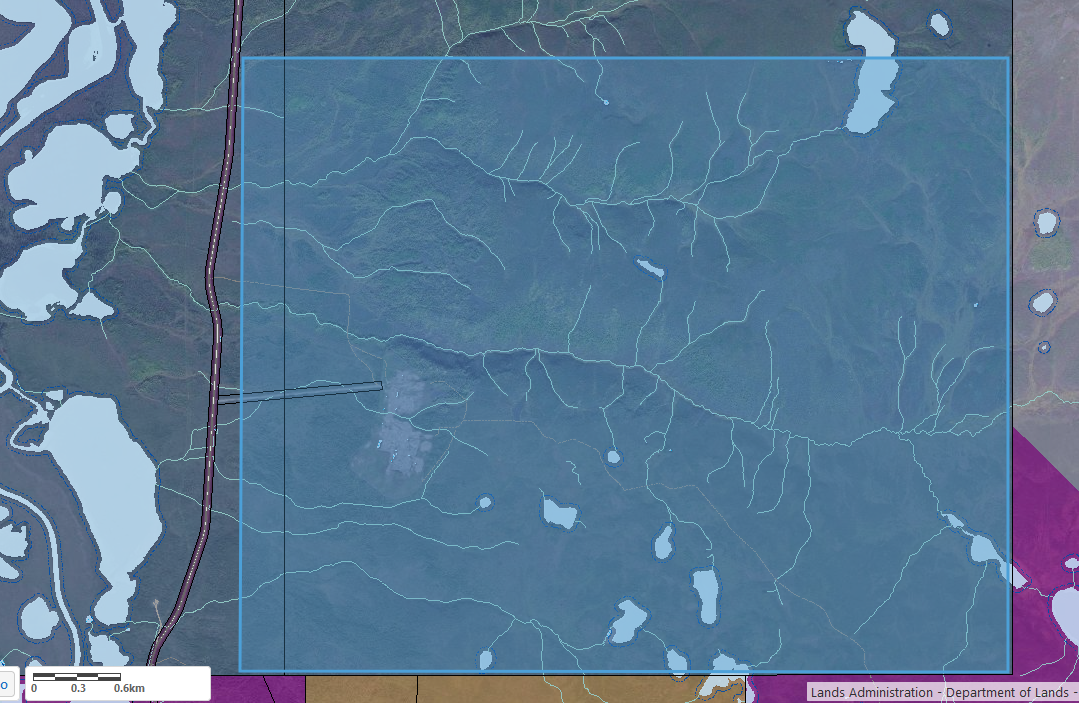 o
0 0.3 0.6km
Lands Administration - Department of Lands -